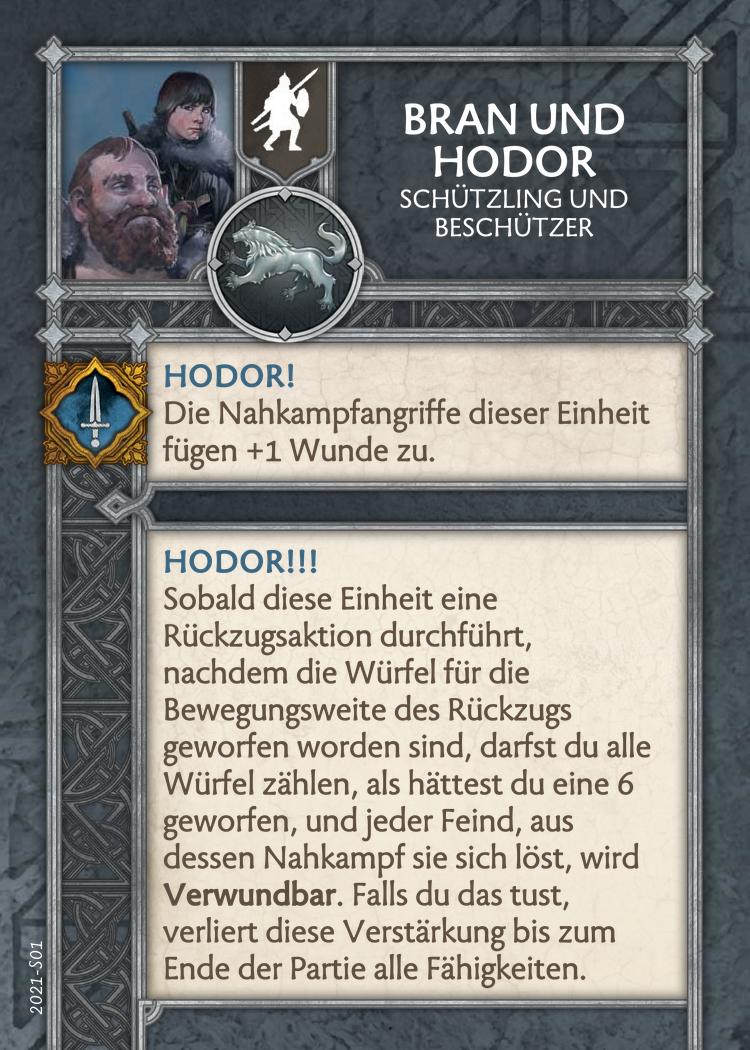 BRAN UND
HODOR
SCHÜTZLING UND
BESCHÜTZER
HODOR!
Die Nahkampfangriffe dieser Einheit
fügen +1 Wunde zu.
HODOR!!!
Sobald diese Einheit eine
Rückzugsaktion durchführt,
nachdem die Würfel für die
Bewegungsweite des Rückzugs
geworfen worden sind, darfst du alle
Würfel zählen, als hättest du eine 6
geworfen, und jeder Feind, aus
dessen Nahkampf sie sich löst, wird
Verwundbar. Falls du das tust,
verliert diese Verstärkung bis zum
Ende der Partie alle Fähigkeiten.
2021-S01